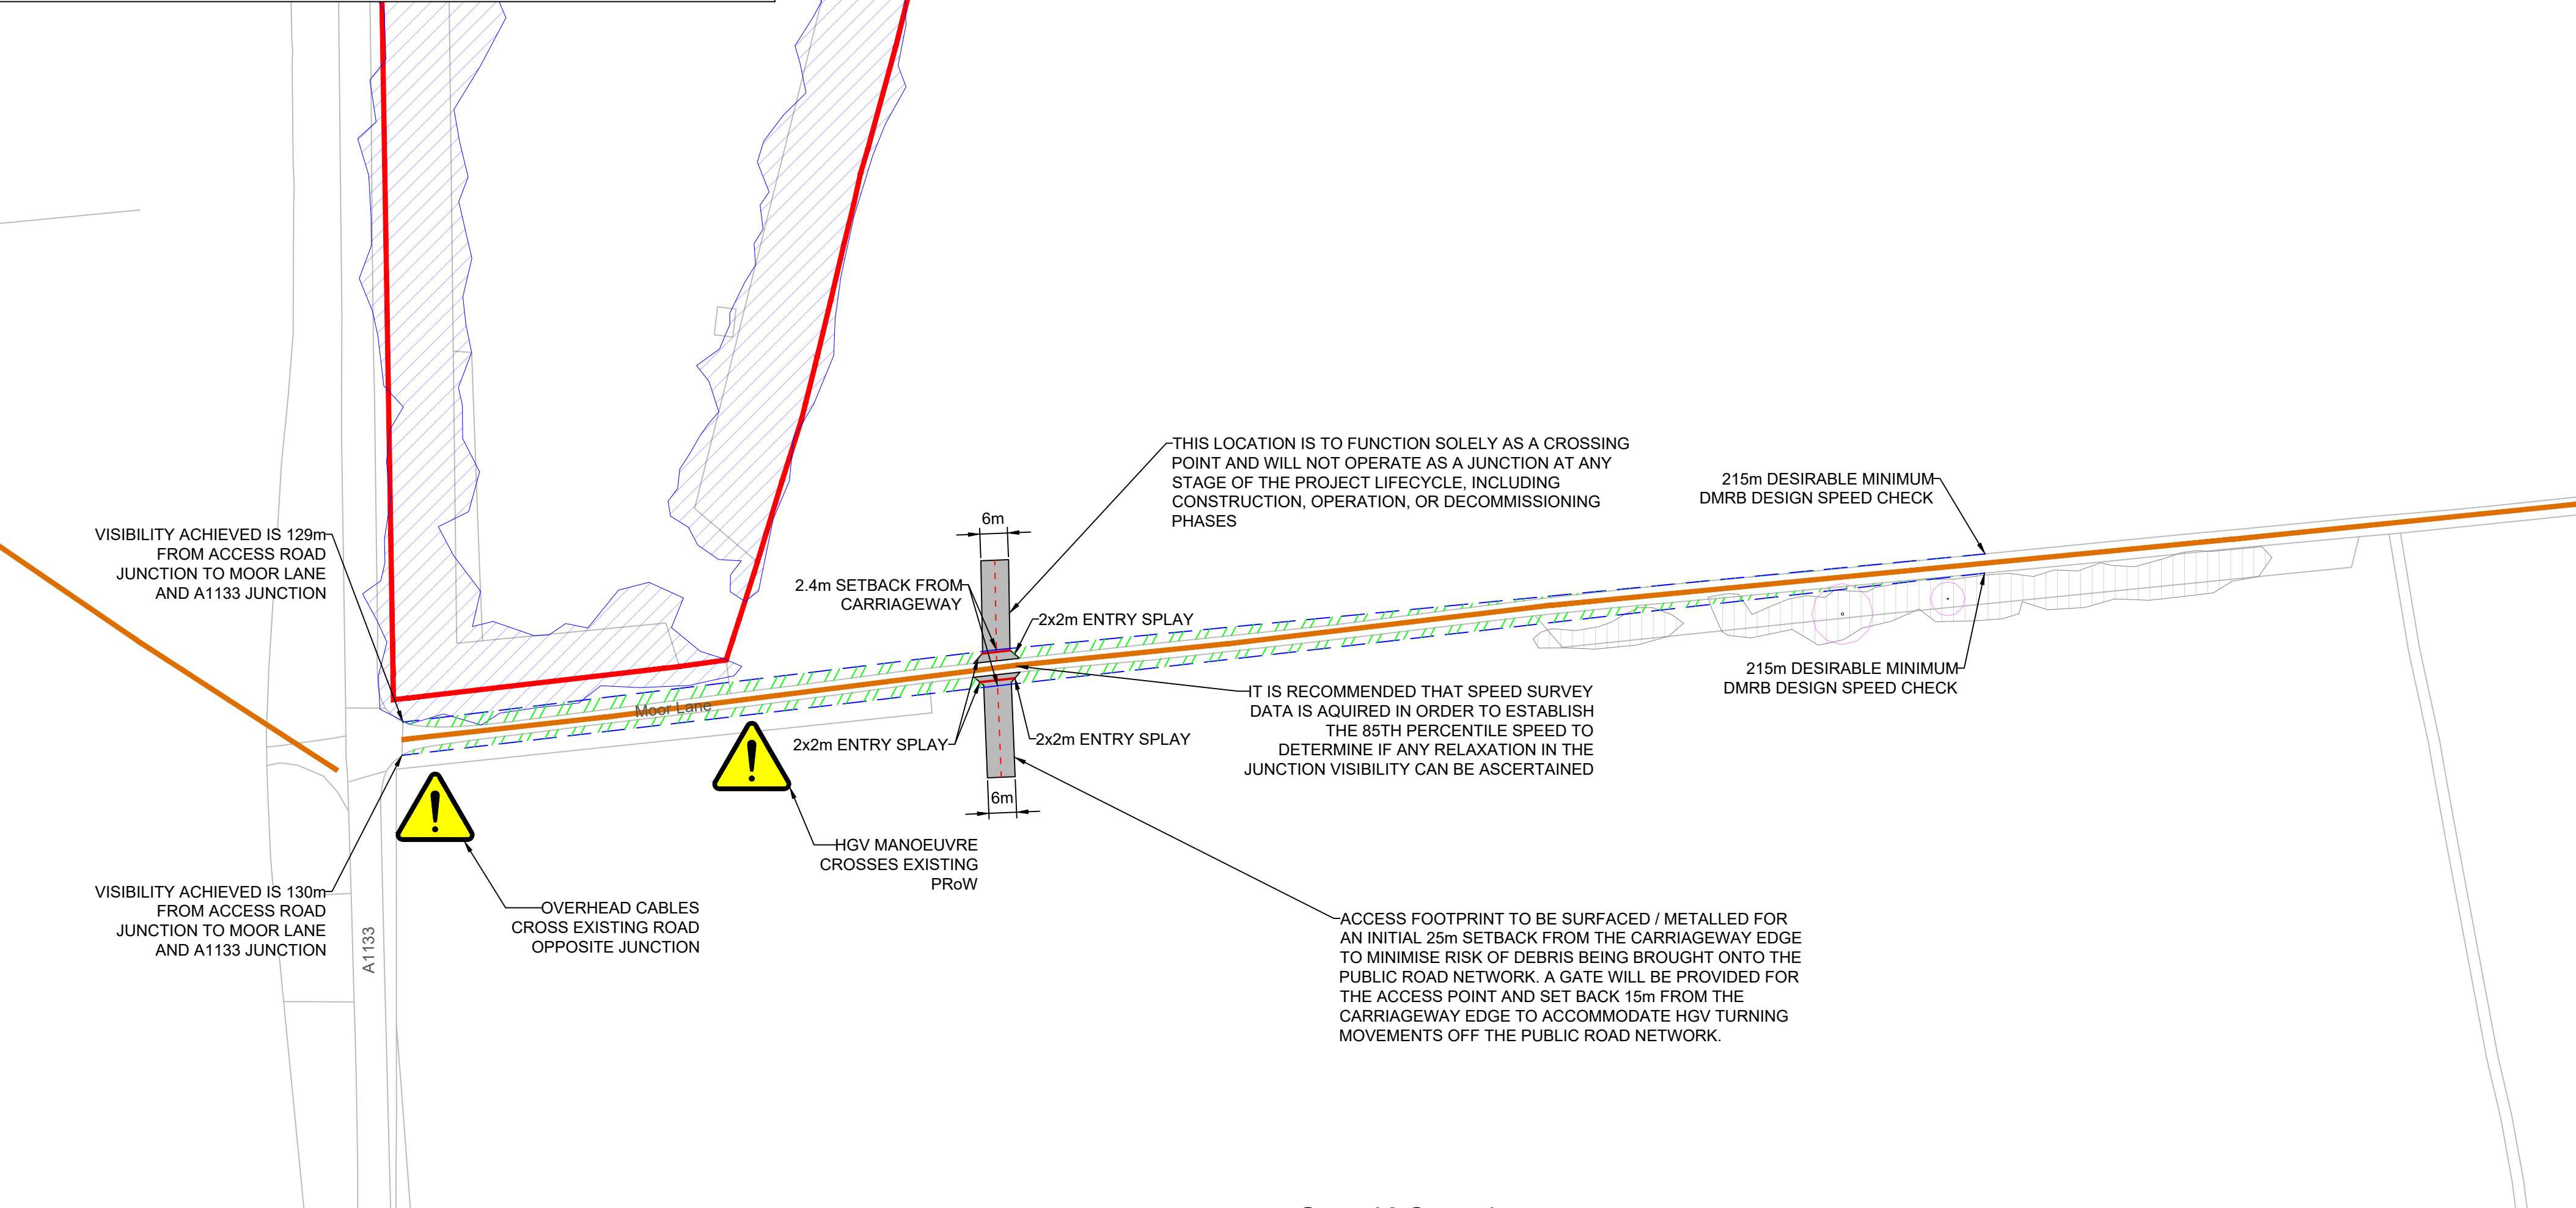 THIS LOCATION IS TO FUNCTION SOLELY AS A CROSSING
POINT AND WILL NOT OPERATE AS A JUNCTION AT ANY
STAGE OF THE PROJECT LIFECYCLE, INCLUDING
CONSTRUCTION, OPERATION, OR DECOMMISSIONING
PHASES
215m DESIRABLE MINIMUM
DMRB DESIGN SPEED CHECK
6m
VISIBILITY ACHIEVED IS 129m
FROM ACCESS ROAD
JUNCTION TO MOOR LANE
AND A1133 JUNCTION
2.4m SETBACK FROM
CARRIAGEWAY
2x2m ENTRY SPLAY
215m DESIRABLE MINIMUM
DMRB DESIGN SPEED CHECK
IT IS RECOMMENDED THAT SPEED SURVEY
DATA IS AQUIRED IN ORDER TO ESTABLISH
THE 85TH PERCENTILE SPEED TO
DETERMINE IF ANY RELAXATION IN THE
JUNCTION VISIBILITY CAN BE ASCERTAINED
Moor Lane
2x2m ENTRY SPLAY
2x2m ENTRY SPLAY
6m
HGV MANOEUVRE
CROSSES EXISTING
PRoW
VISIBILITY ACHIEVED IS 130m
FROM ACCESS ROAD
JUNCTION TO MOOR LANE
AND A1133 JUNCTION
OVERHEAD CABLES
CROSS EXISTING ROAD
OPPOSITE JUNCTION
A1133
ACCESS FOOTPRINT TO BE SURFACED / METALLED FOR
AN INITIAL 25m SETBACK FROM THE CARRIAGEWAY EDGE
TO MINIMISE RISK OF DEBRIS BEING BROUGHT ONTO THE
PUBLIC ROAD NETWORK. A GATE WILL BE PROVIDED FOR
THE ACCESS POINT AND SET BACK 15m FROM THE
CARRIAGEWAY EDGE TO ACCOMMODATE HGV TURNING
MOVEMENTS OFF THE PUBLIC ROAD NETWORK.